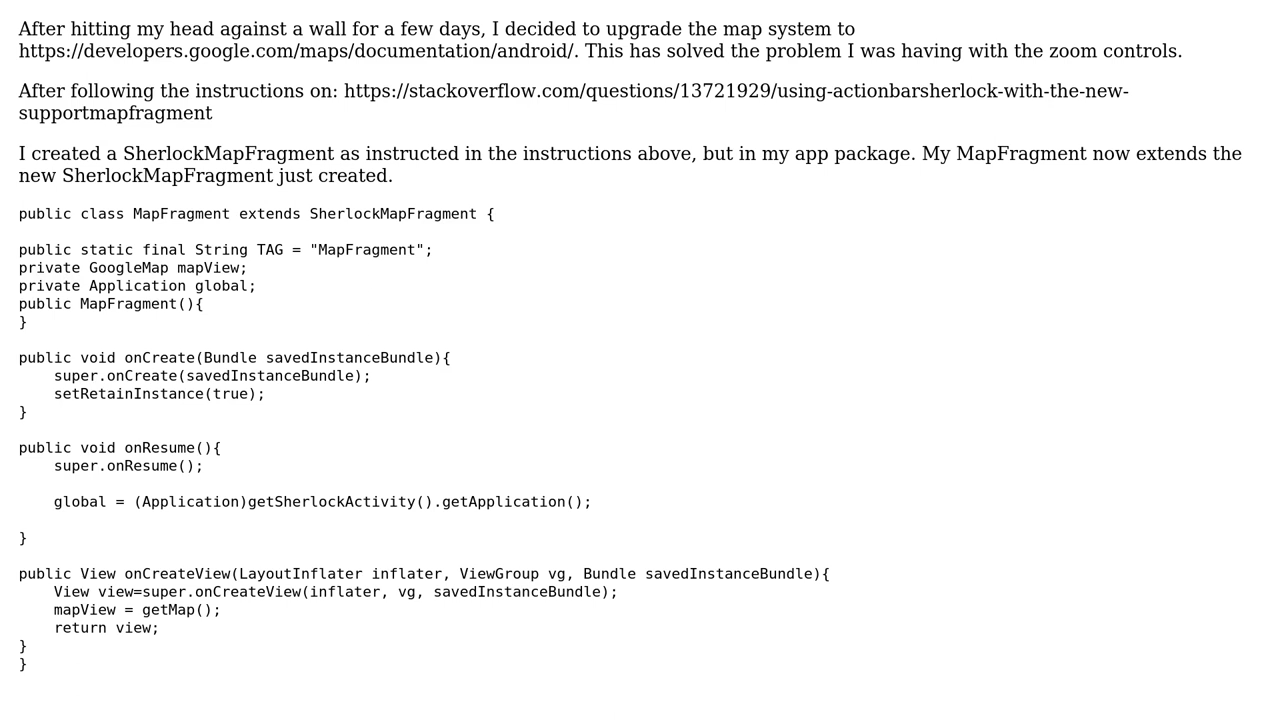 After hitting my head against a wall for a few days, I decided to upgrade the map system to
https://developers.google.com/maps/documentation/android/. This has solved the problem I was having with the zoom controls.
After following the instructions on: https://stackoverflow.com/questions/13721929/using-actionbarsherlock-with-the-new-
supportmapfragment
I created a SherlockMapFragment as instructed in the instructions above, but in my app package. My MapFragment now extends the
new SherlockMapFragment just created.
public class MapFragment extends SherlockMapFragment {
public static final String TAG = "MapFragment";
private GoogleMap mapView;
private Application global;
public MapFragment(){
}
public void onCreate(Bundle savedInstanceBundle){
    super.onCreate(savedInstanceBundle);
    setRetainInstance(true);
}
public void onResume(){
    super.onResume();
    global = (Application)getSherlockActivity().getApplication();
}
public View onCreateView(LayoutInflater inflater, ViewGroup vg, Bundle savedInstanceBundle){
    View view=super.onCreateView(inflater, vg, savedInstanceBundle);
    mapView = getMap();
    return view;
}
}